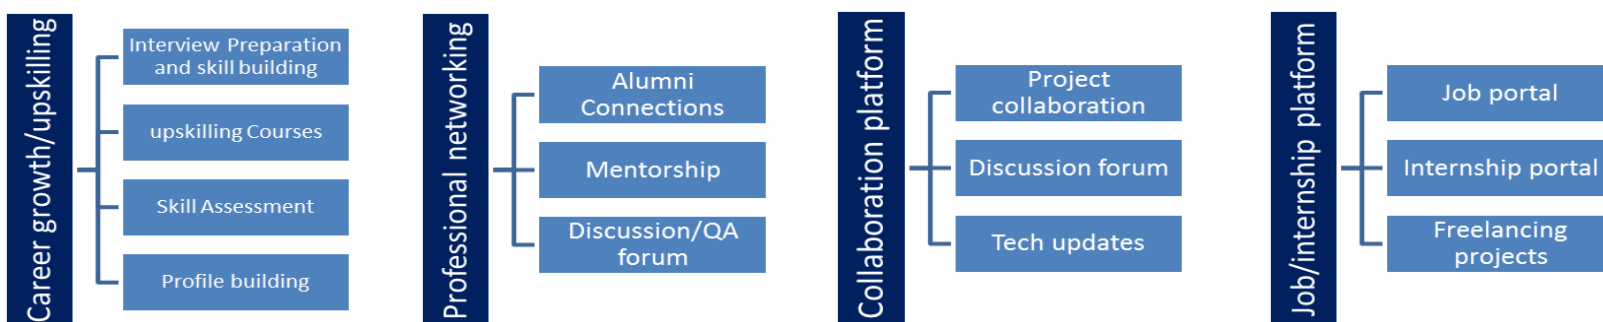 Career growth/upskilling
Interview Preparation
and skill building
upskilling Courses
Skill Assessment
Profile building
Professional networking
Alumni
Connections
Mentorship
Discussion/QA
forum
Collaboration platform
Project
collaboration
Discussion forum
Tech updates
Job/internship platform
Job portal
Internship portal
Freelancing
projects